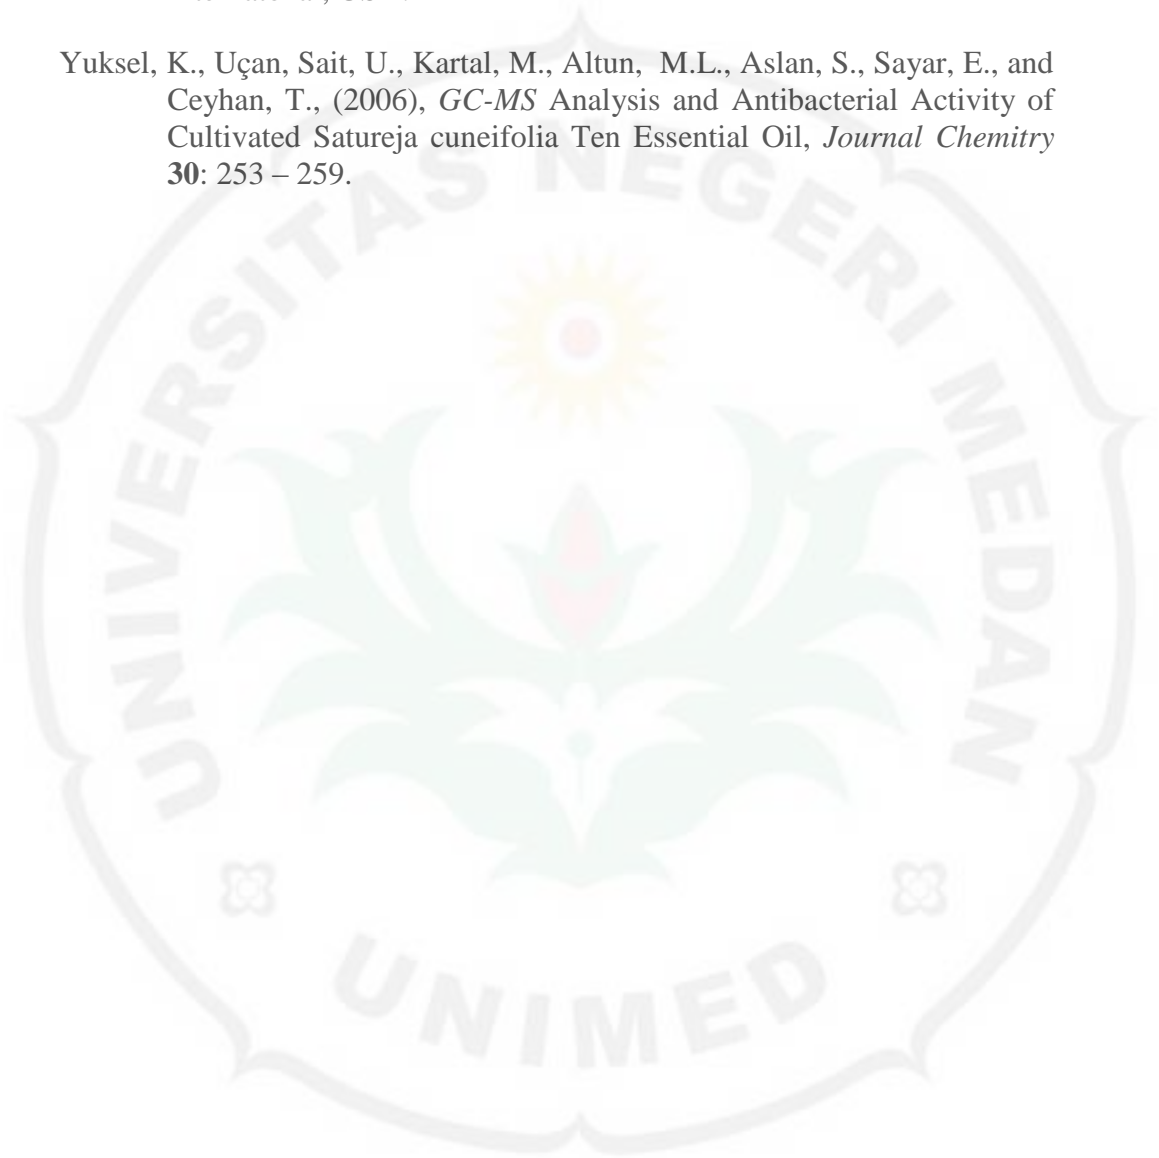 Yuksel, K., Uçan, Sait, U., Kartal, M., Altun, M.L., Aslan, S., Sayar, E., and
Ceyhan, T., (2006), GC-MS Analysis and Antibacterial Activity of
Cultivated Satureja cuneifolia Ten Essential Oil, Journal Chemitry
30: 253 – 259.
UNIVERSITAS NEGERI MEDAN
UNIMED